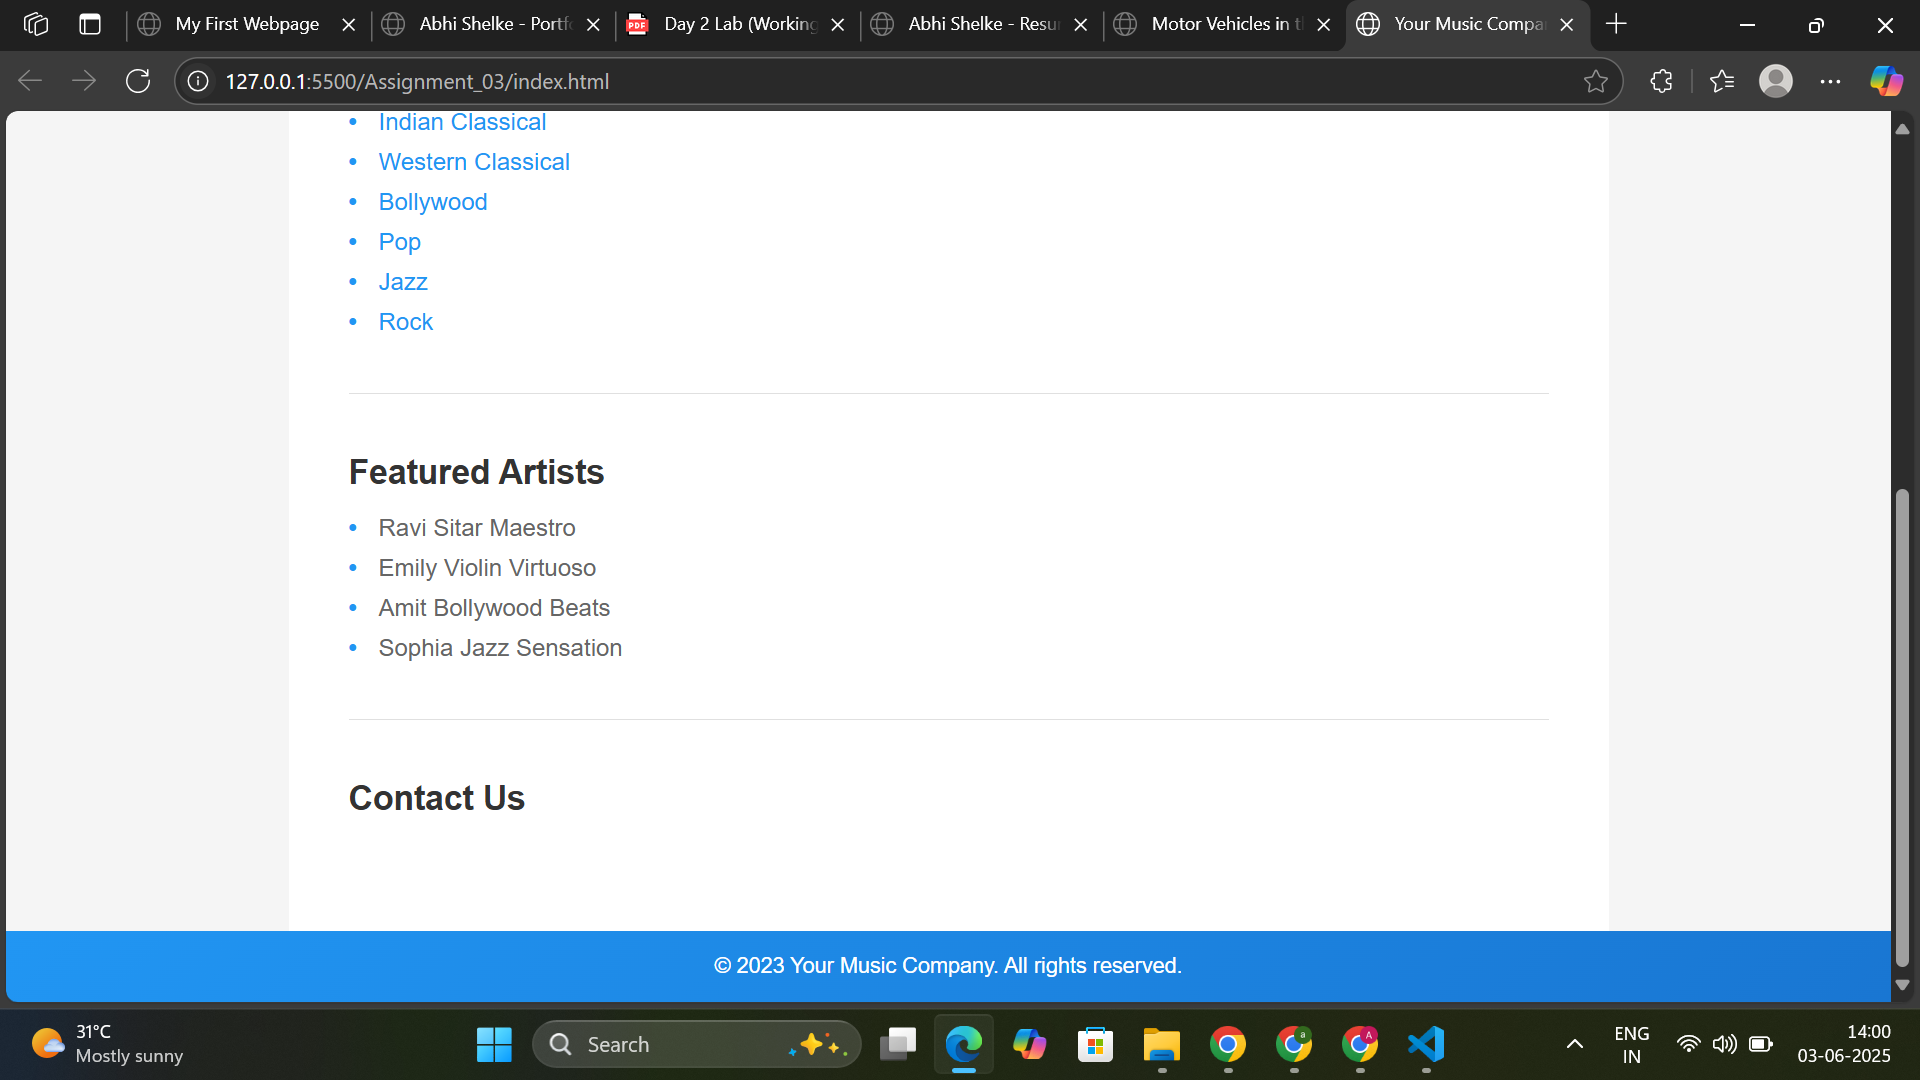 My First Webpage
Abhi Shelke - Portfo
Day 2 Lab (Working
Abhi Shelke - Resu
Motor Vehicles in t
Your Music Compa
127.0.0.1:5500/Assignment_03/index.html
Indian Classical
Western Classical
Bollywood
Pop
Jazz
Rock
Featured Artists
Ravi Sitar Maestro
Emily Violin Virtuoso
Amit Bollywood Beats
Sophia Jazz Sensation
Contact Us
© 2023 Your Music Company. All rights reserved.
31°C
Mostly sunny
Search
ENG
IN
14:00
03-06-2025